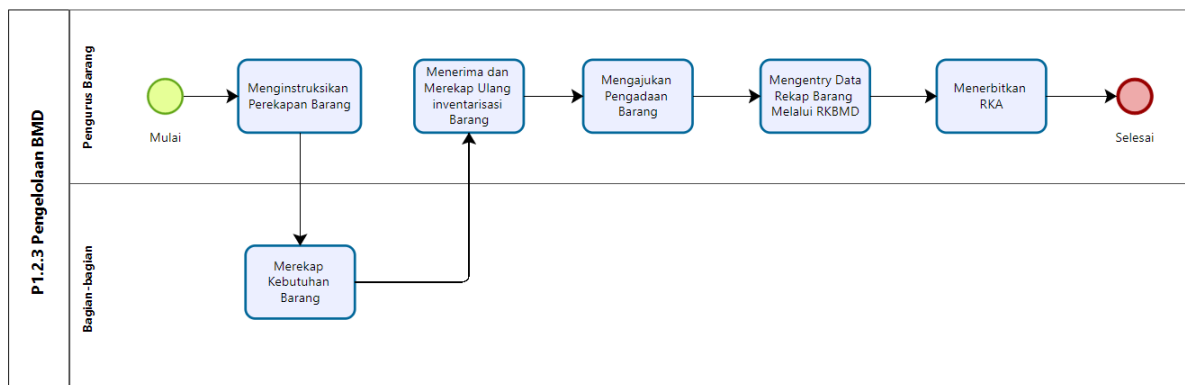 P1.2.3 Pengelolaan BMD
Pengurus Barang
Mulai
Menginstruksikan
Perekapan Barang
Menerima dan
Merekap Ulang
inventarisasi
Barang
Mengajukan
Pengadaan
Barang
Mengentry Data
Rekap Barang
Melalui RKBMD
Menerbitkan
RKA
Selesai
Bagian-bagian
Merekap
Kebutuhan
Barang